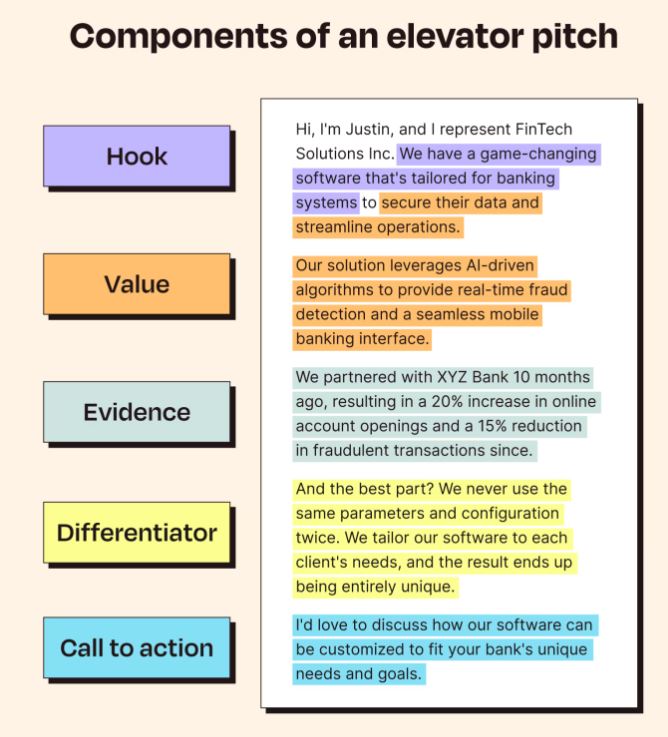 Components of an elevator pitch
Hook
Value
Evidence
Differentiator
Call to action
Hi, I'm Justin, and I represent FinTech
Solutions Inc. We have a game-changing
software that's tailored for banking
systems to secure their data and
streamline operations.
Our solution leverages AI-driven
algorithms to provide real-time fraud
detection and a seamless mobile
banking interface.
We partnered with XYZ Bank 10 months
ago, resulting in a 20% increase in online
account openings and a 15% reduction
in fraudulent transactions since.
And the best part? We never use the
same parameters and configuration
twice. We tailor our software to each
client's needs, and the result ends up
being entirely unique.
I'd love to discuss how our software can
be customized to fit your bank's unique
needs and goals.